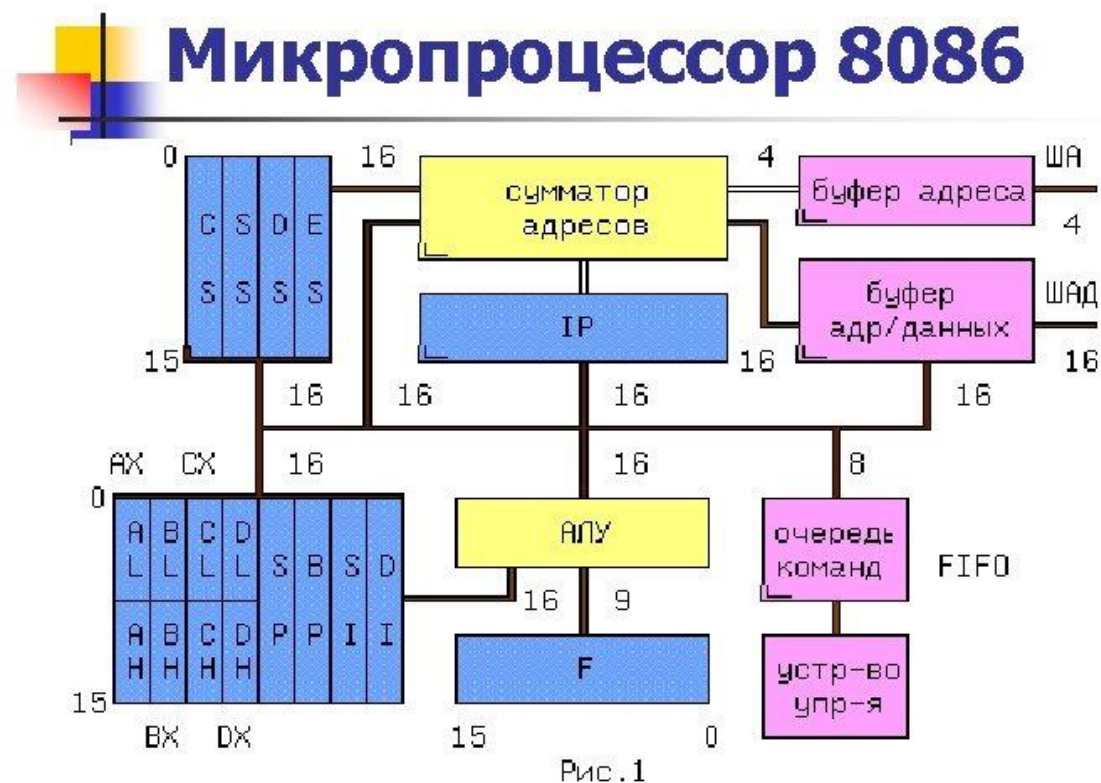 Микропроцессор 8086
0 16 4 ША
C S D E
S S S S
сумматор
адресов
буфер адреса
4
буфер
адр/данных
ШАД
IP
15 16 16
16 16 16 16
AX CX 16 16 8
0
A B C D
L L L L
S B S D
P P I I
A B C D
H H H H
АЛУ
очередь
команд
FIFO
16 9
F
устр-во
упр-я
15
BX DX 15 0
Рис.1